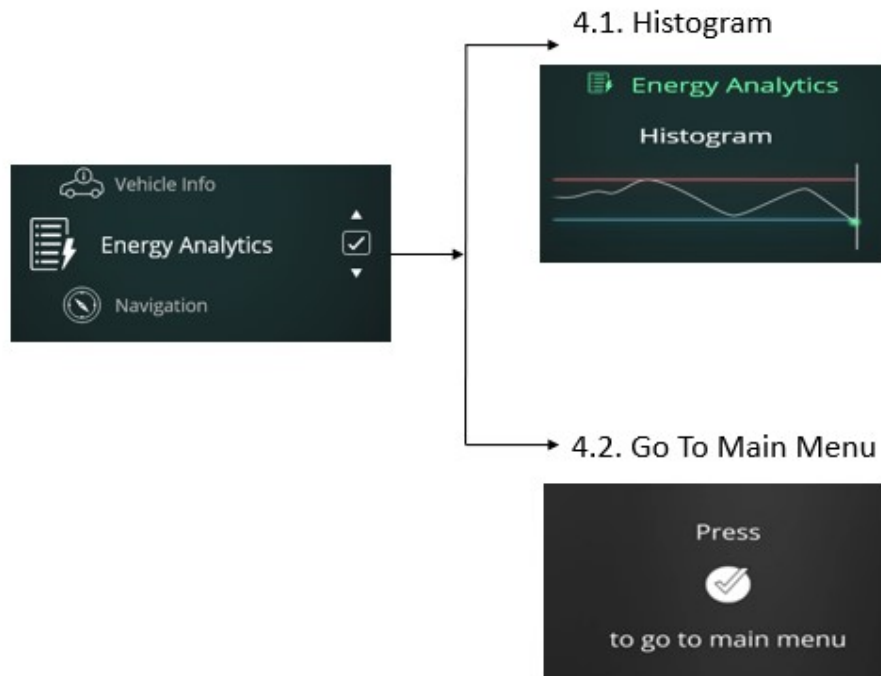 4.1. Histogram
Energy Analytics
Histogram
Vehicle Info
Energy Analytics
Navigation
4.2. Go To Main Menu
Press
to go to main menu